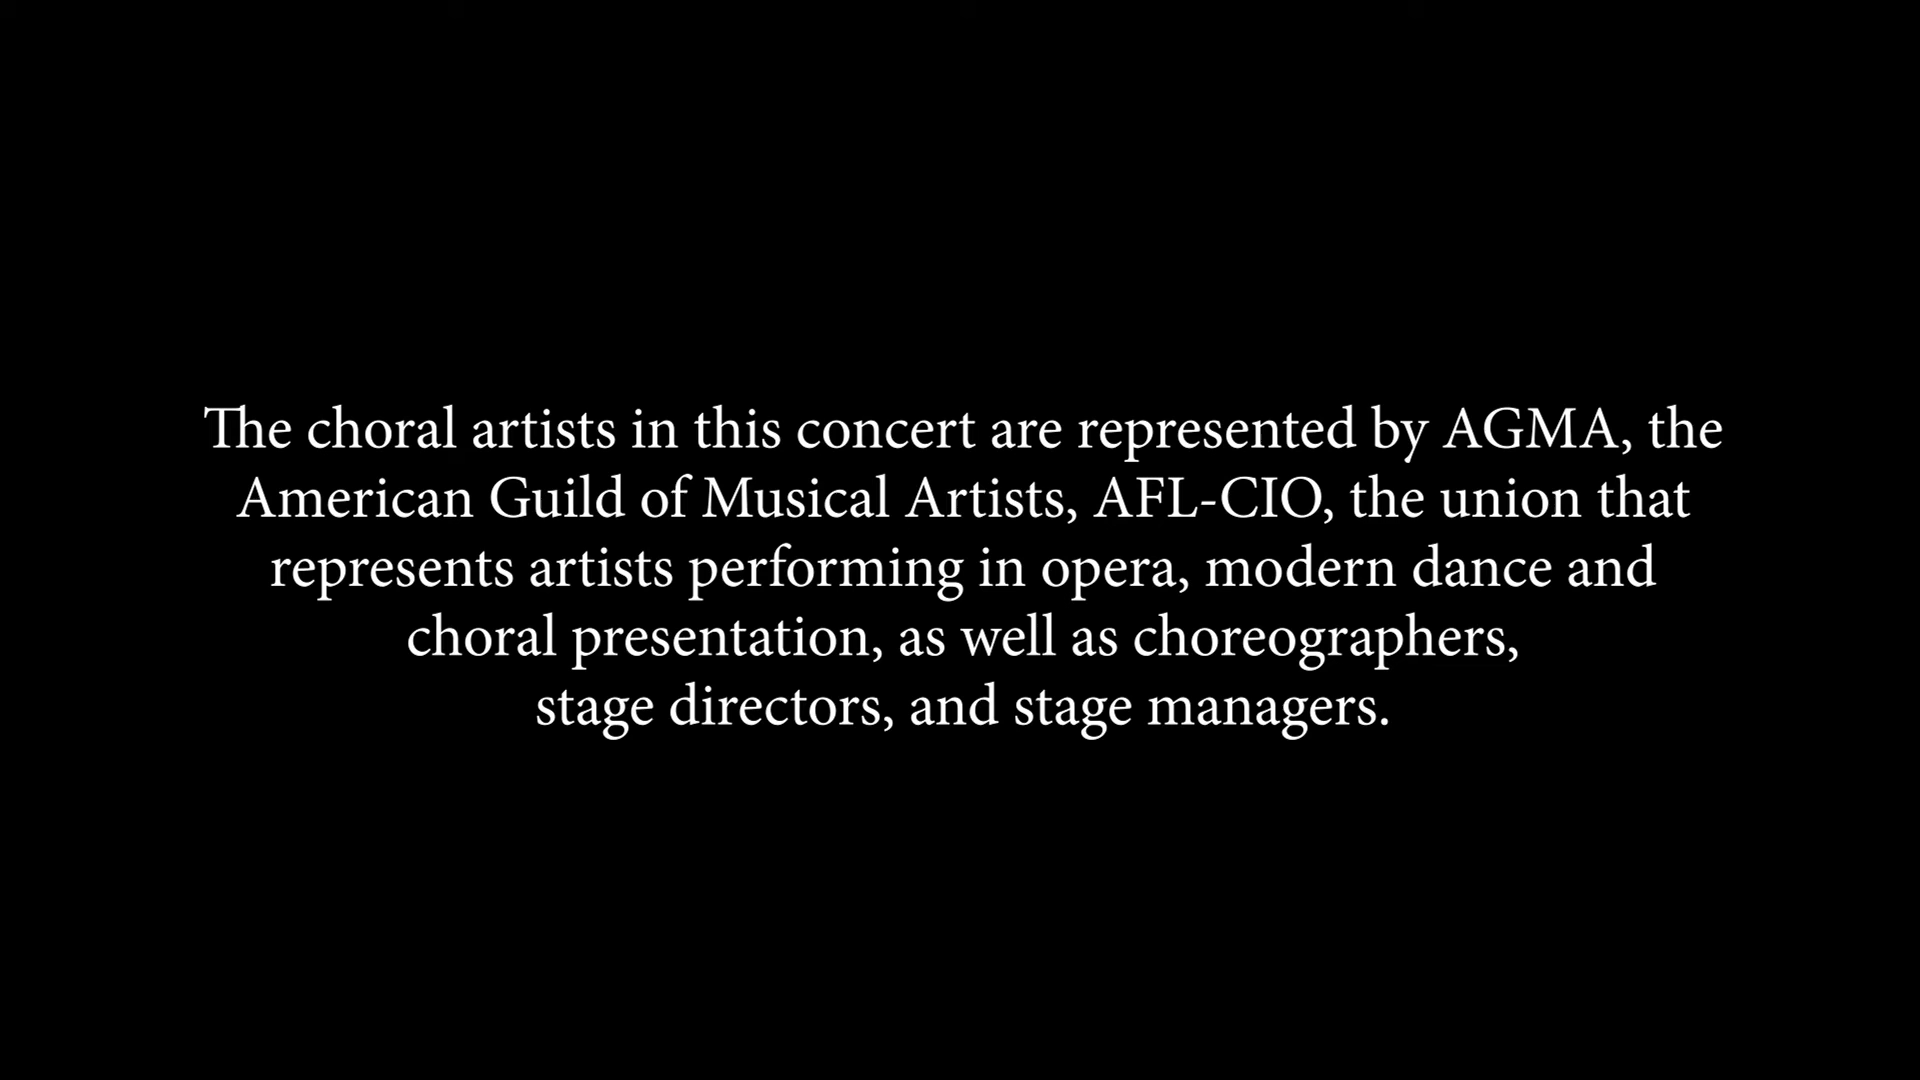 The choral artists in this concert are represented by AGMA, the
American Guild of Musical Artists, AFL-CIO, the union that
represents artists performing in opera, modern dance and
choral presentation, as well as choreographers,
stage directors, and stage managers.